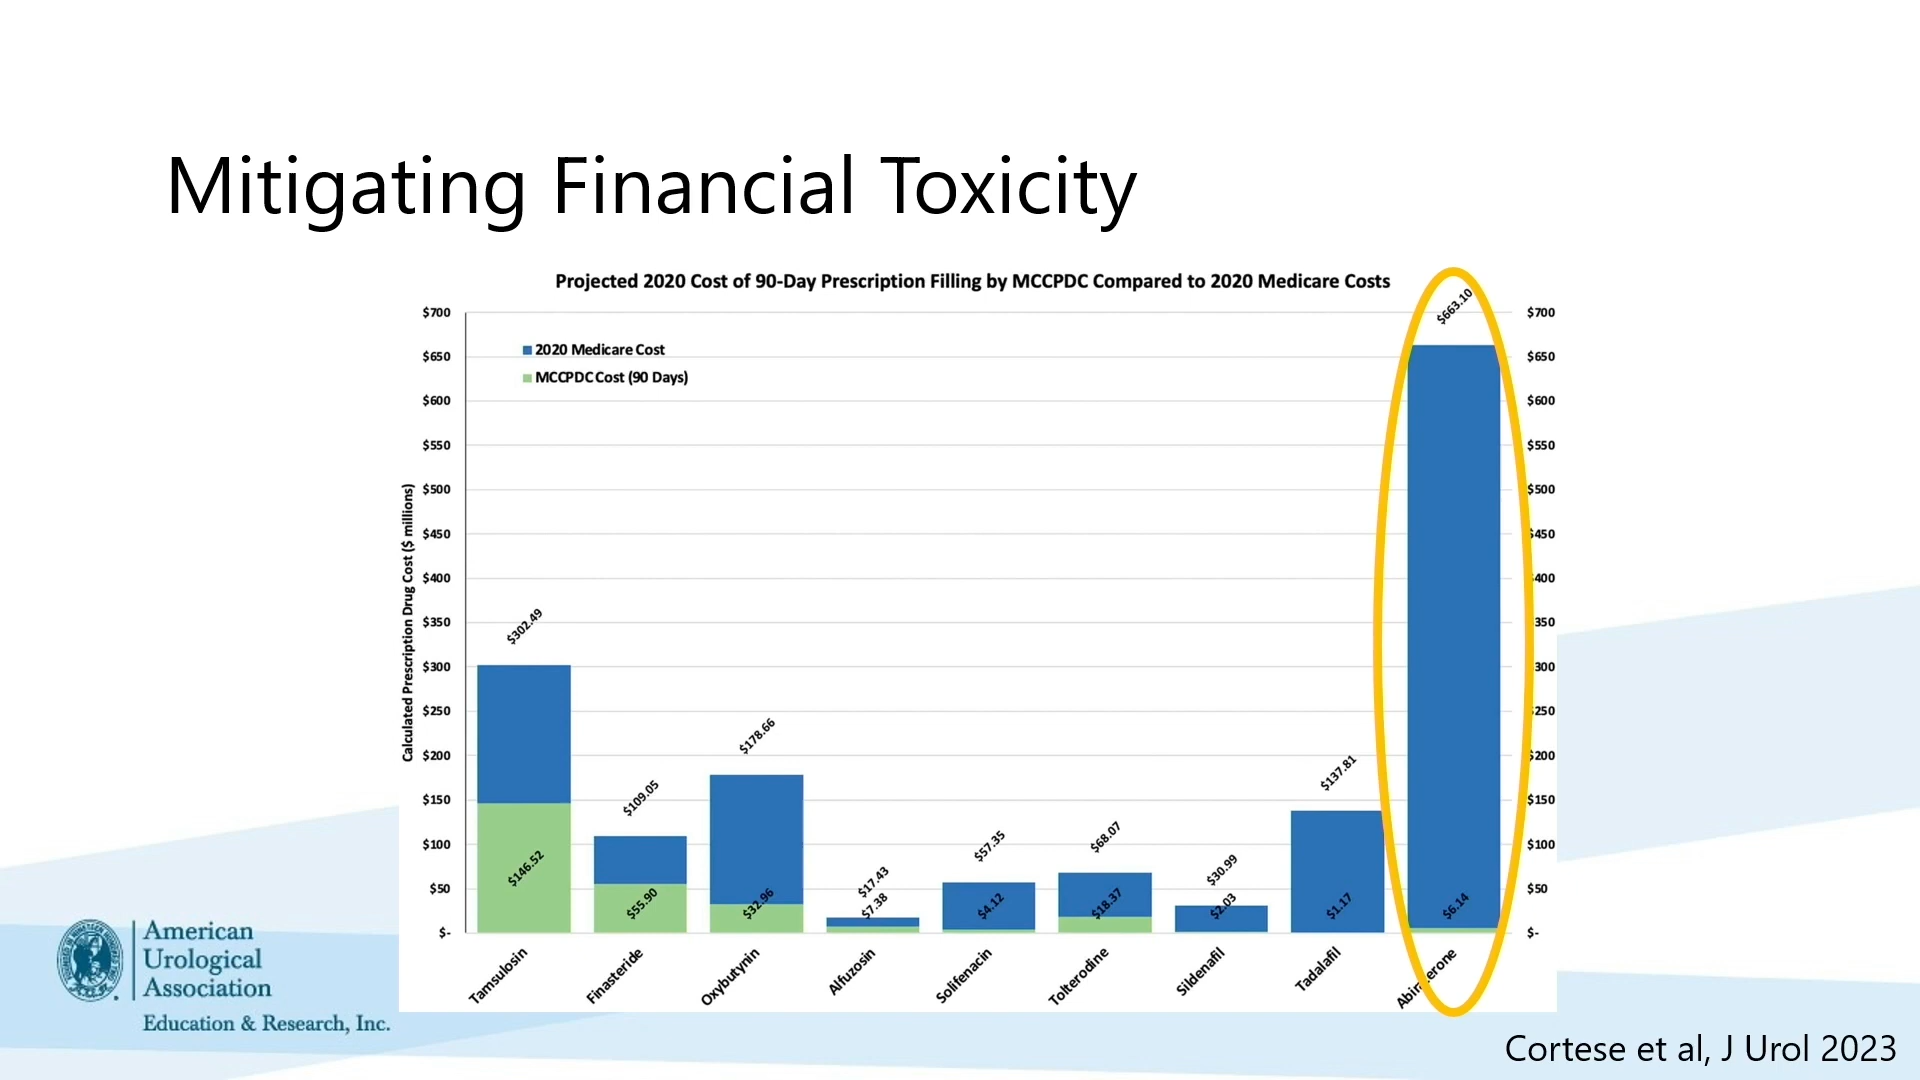 Mitigating Financial Toxicity
Projected 2020 Cost of 90-Day Prescription Filling by MCCPDC Compared to 2020 Medicare Costs
2020 Medicare Cost
MCCPDC Cost (90 Days)
Calculated Prescription Drug Cost ($ millions)
$700
$650
$600
$550
$500
$450
$400
$350
$300
$250
$200
$150
$100
$50
$-
$302.49
$146.52
$109.05
$55.90
$178.66
$32.96
$17.43
$7.38
$57.35
$4.12
$68.07
$18.37
$30.99
$2.03
$137.81
$1.17
$663.10
$6.14
$700
$650
$600
$550
$500
$450
$400
$350
$300
$250
$200
$150
$100
$50
$-
Tamsulosin
Finasteride
Oxybutynin
Alfuzosin
Solifenacin
Tolterodine
Sildenafil
Tadalafil
Abiraterone
American
Urological
Association
Education & Research, Inc.
Cortese et al, J Urol 2023